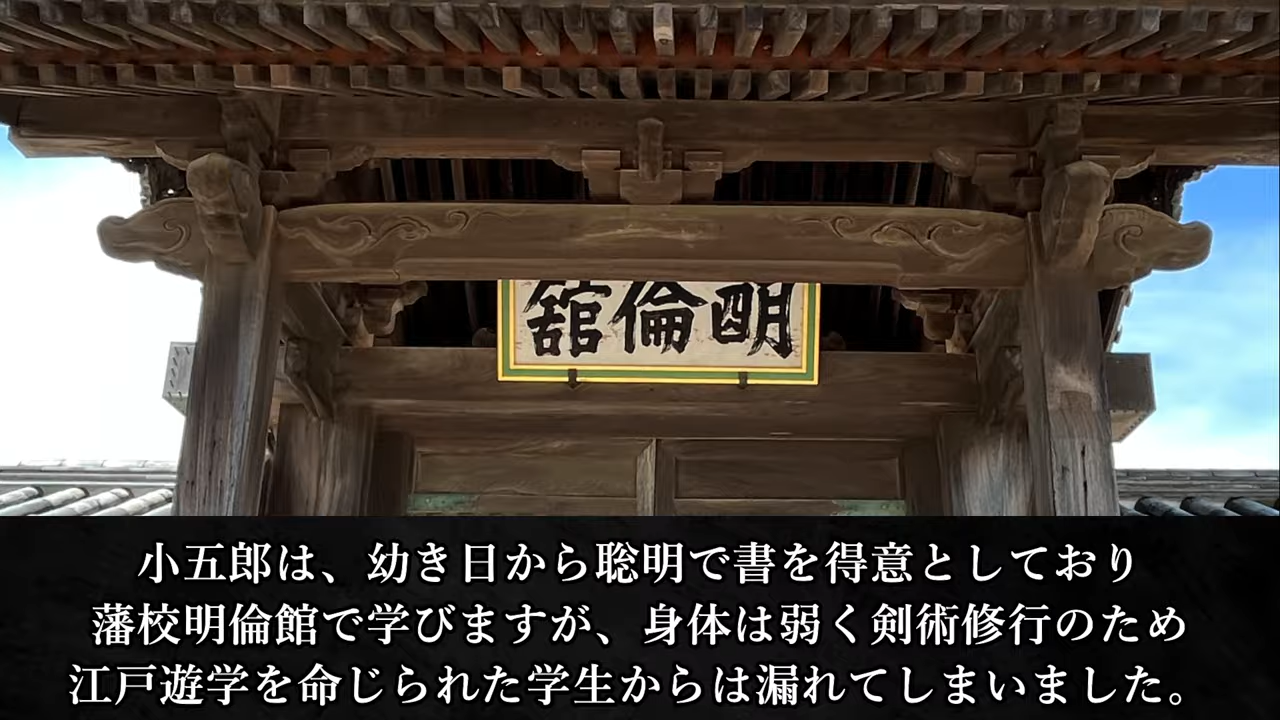 明倫館
小五郎は、幼き日から聡明で書を得意としており
藩校明倫館で学びますが、身体は弱く剣術修行のため
江戸遊学を命じられた学生からは漏れてしまいました。